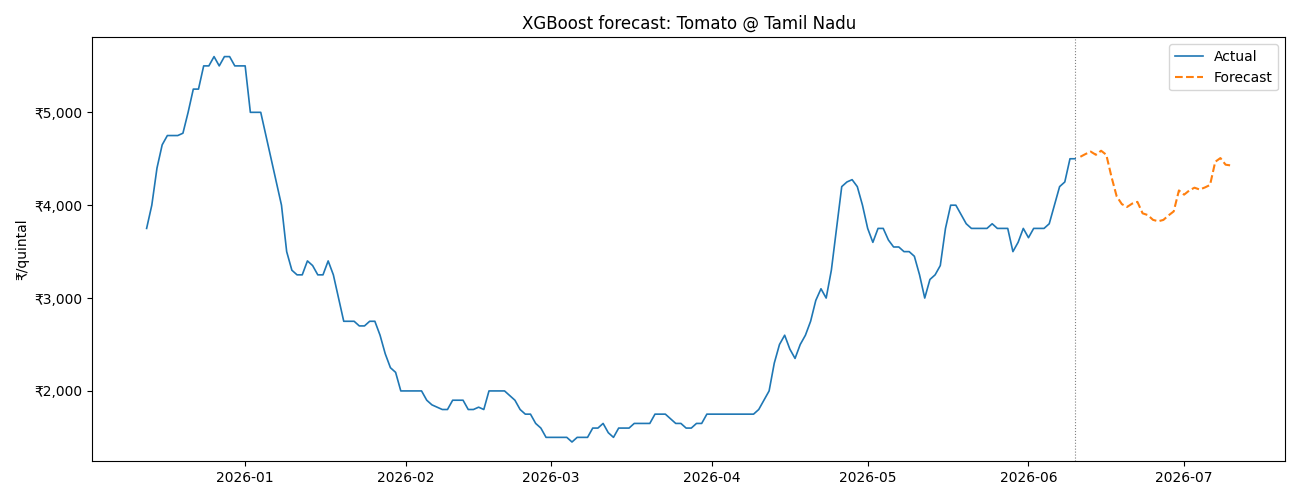 XGBoost forecast: Tomato @ Tamil Nadu
Actual
Forecast
₹/quintal
₹5,000
₹4,000
₹3,000
₹2,000
2026-01
2026-02
2026-03
2026-04
2026-05
2026-06
2026-07